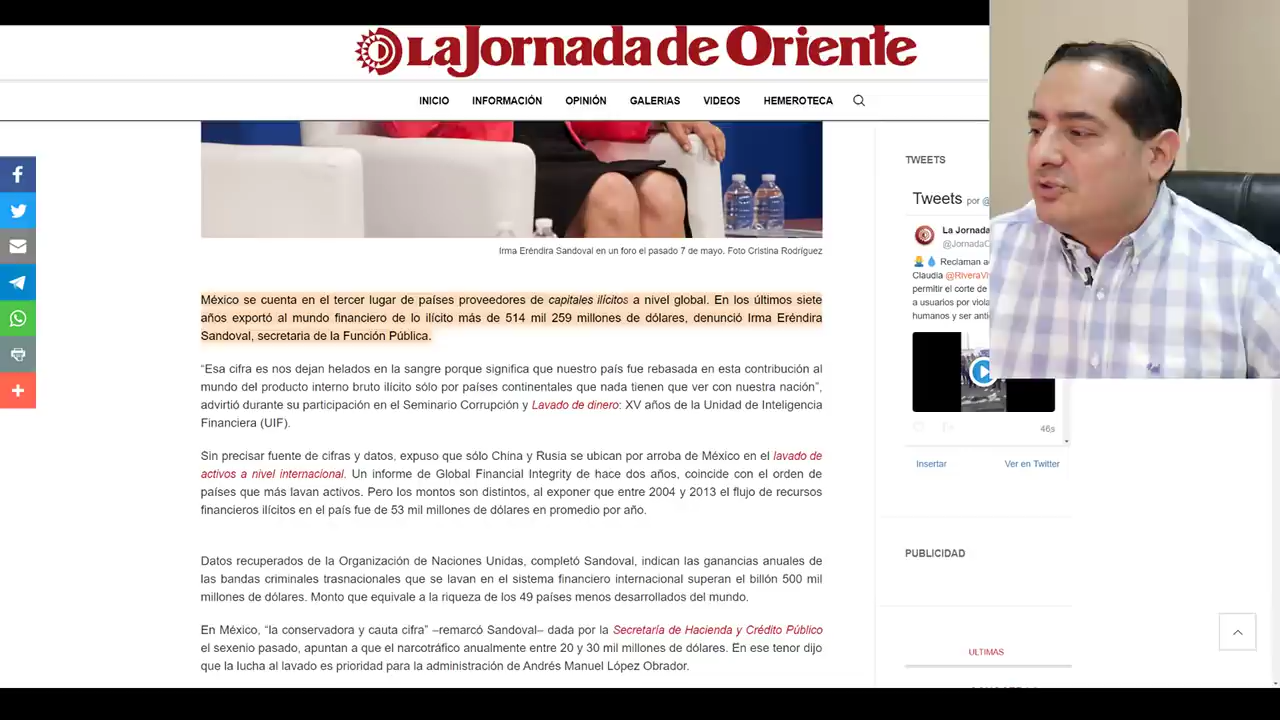 LaJornada de Oriente
INICIO INFORMACIÓN OPINIÓN GALERIAS VIDEOS HEMEROTECA
Irma Eréndira Sandoval en un foro el pasado 7 de mayo. Foto Cristina Rodríguez
México se cuenta en el tercer lugar de países proveedores de capitales ilícitos a nivel global. En los últimos siete
años exportó al mundo financiero de lo ilícito más de 514 mil 259 millones de dólares, denunció Irma Eréndira
Sandoval, secretaria de la Función Pública.
“Esa cifra es nos dejan helados en la sangre porque significa que nuestro país fue rebasada en esta contribución al
mundo del producto interno bruto ilícito sólo por países continentales que nada tienen que ver con nuestra nación”,
advirtió durante su participación en el Seminario Corrupción y Lavado de dinero: XV años de la Unidad de Inteligencia
Financiera (UIF).
Sin precisar fuente de cifras y datos, expuso que sólo China y Rusia se ubican por arroba de México en el lavado de
activos a nivel internacional. Un informe de Global Financial Integrity de hace dos años, coincide con el orden de
países que más lavan activos. Pero los montos son distintos, al exponer que entre 2004 y 2013 el flujo de recursos
financieros ilícitos en el país fue de 53 mil millones de dólares en promedio por año.
Datos recuperados de la Organización de Naciones Unidas, completó Sandoval, indican las ganancias anuales de
las bandas criminales trasnacionales que se lavan en el sistema financiero internacional superan el billón 500 mil
millones de dólares. Monto que equivale a la riqueza de los 49 países menos desarrollados del mundo.
En México, “la conservadora y cauta cifra” –remarcó Sandoval– dada por la Secretaría de Hacienda y Crédito Público
el sexenio pasado, apuntan a que el narcotráfico anualmente entre 20 y 30 mil millones de dólares. En ese tenor dijo
que la lucha al lavado es prioridad para la administración de Andrés Manuel López Obrador.
TWEETS
Tweets por @
La Jornada
@JornadaO
Reclaman
Claudia @RiveraViv
permitir el corte de
a usuarios por viola
humanos y ser anti
46s
Insertar Ver en Twitter
PUBLICIDAD
ULTIMAS